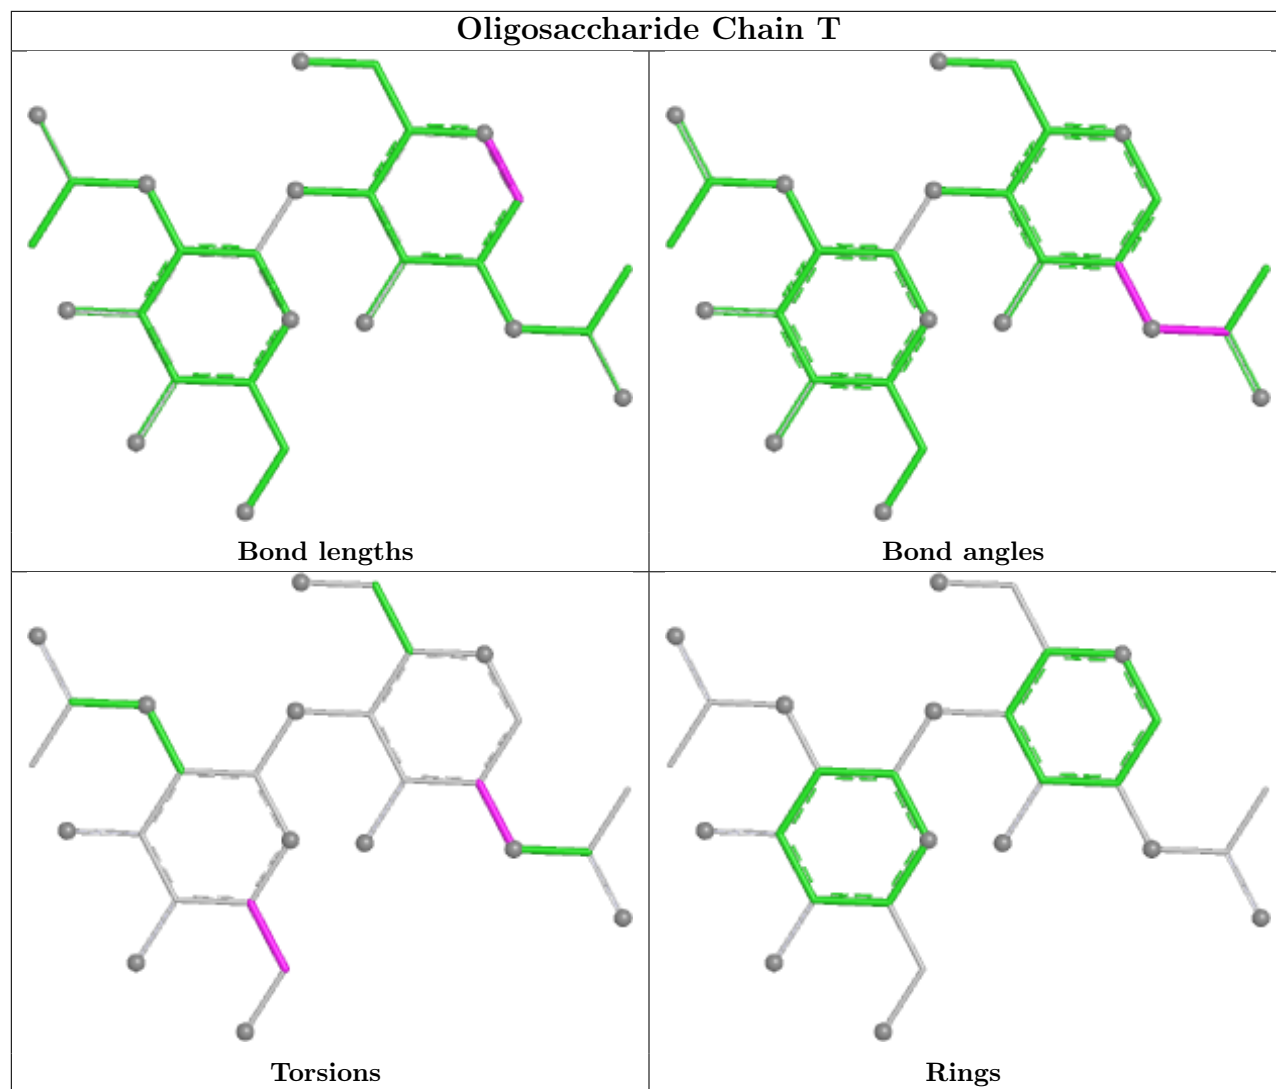 Oligosaccharide Chain T
Bond lengths
Bond angles
Torsions
Rings